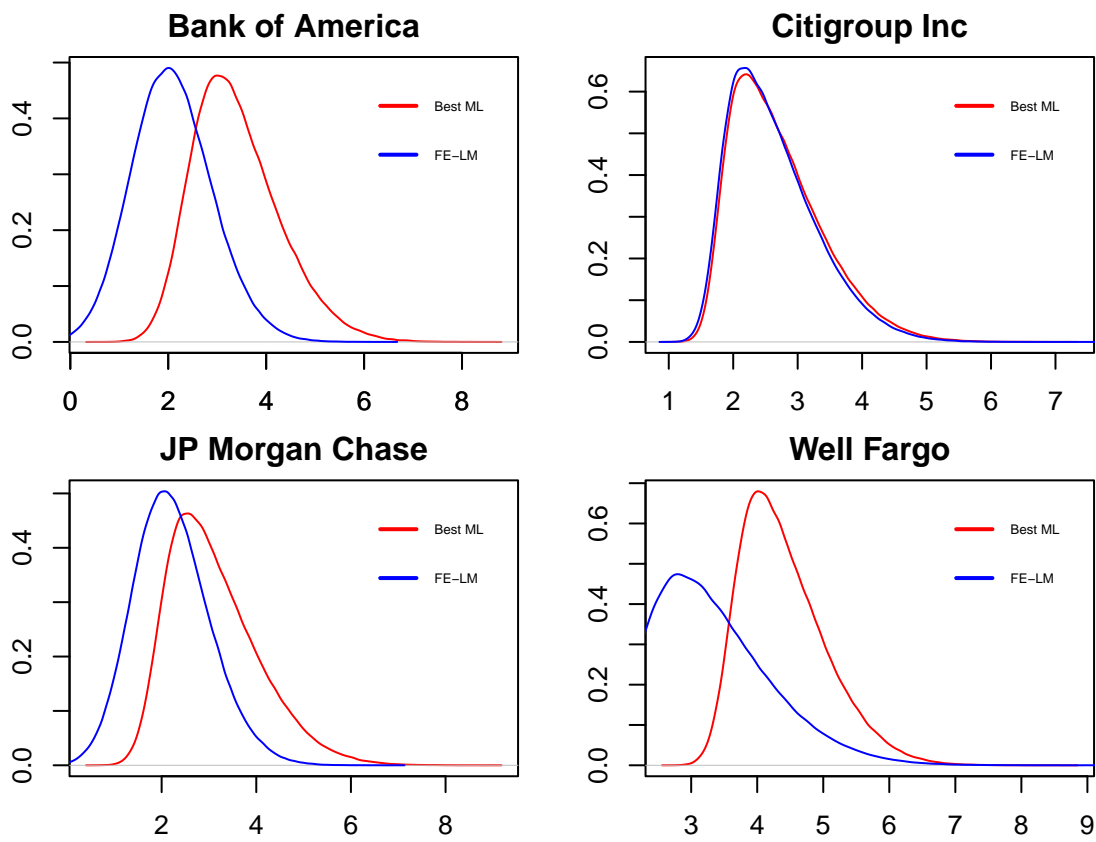 Bank of America
0.0 0.2 0.4
Best ML
FE−LM
0 2 4 6 8
Citigroup Inc
0.0 0.2 0.4 0.6
Best ML
FE−LM
1 2 3 4 5 6 7
JP Morgan Chase
0.0 0.2 0.4
Best ML
FE−LM
2 4 6 8
Well Fargo
0.0 0.2 0.4 0.6
Best ML
FE−LM
3 4 5 6 7 8 9